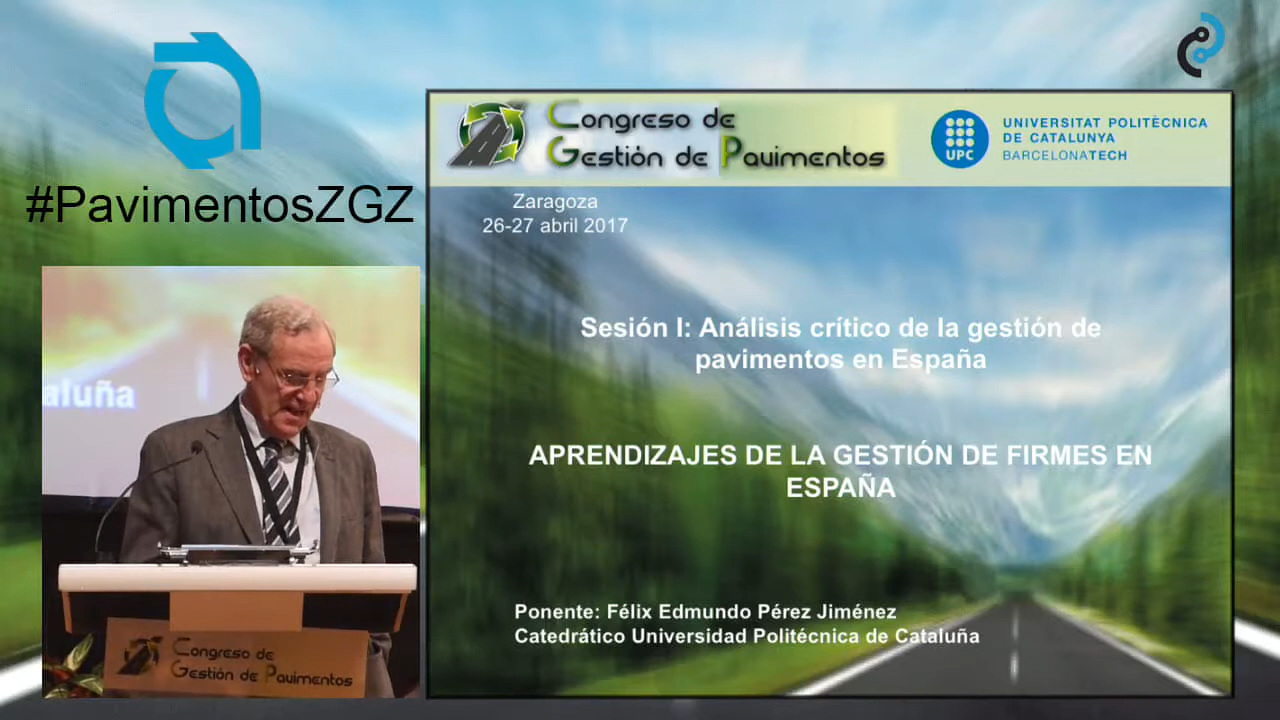 #PavimentosZGZ
Congreso de
Gestión de Pavimentos
UPC
UNIVERSITAT POLITÈCNICA
DE CATALUNYA
BARCELONATECH
Zaragoza
26-27 abril 2017
Sesión I: Análisis crítico de la gestión de
pavimentos en España
APRENDIZAJES DE LA GESTIÓN DE FIRMES EN
ESPAÑA
Ponente: Félix Edmundo Pérez Jiménez
Catedrático Universidad Politécnica de Cataluña
aluña
Congreso de
Gestión de Pavimentos